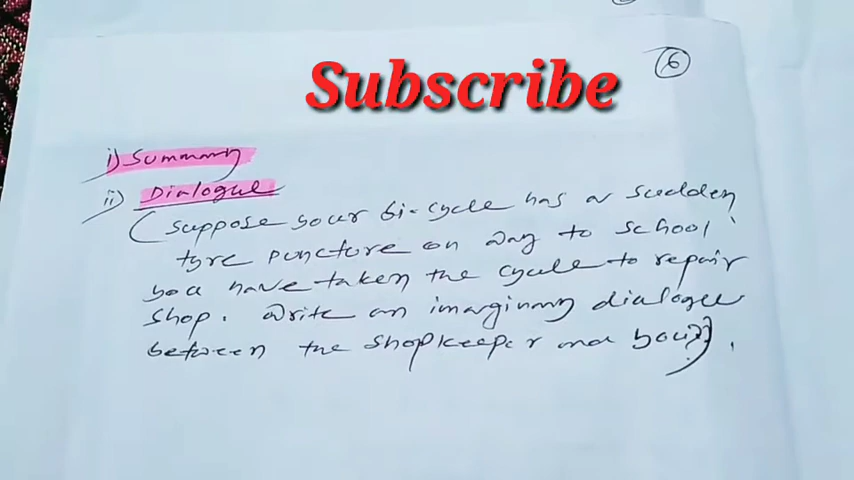 Subscribe
6
i) Summary
ii) Dialogue
(Suppose your bi-cycle has a sudden
tyre puncture on way to school
you have taken the cycle to repair
shop. Write an imaginary dialogue
between the shopkeeper and you).